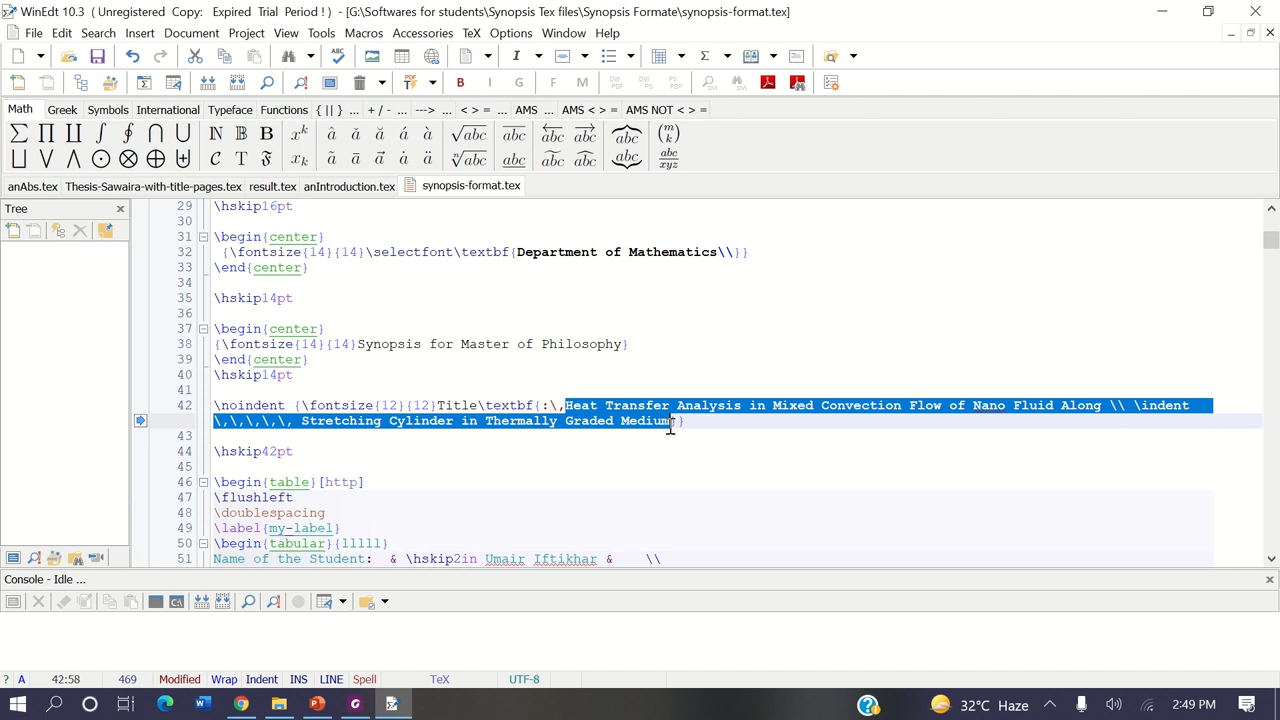 WinEdt 10.3 ( Unregistered Copy: Expired Trial Period ! ) - [G:\Softwares for students\Synopsis Tex files\Synopsis Formate\synopsis-format.tex]
File Edit Search Insert Document Project View Tools Macros Accessories TeX Options Window Help
Math Greek Symbols International Typeface Functions { || } ... + / - ... ---> ... < > = ... AMS ... AMS < > = AMS NOT < > =
anAbs.tex Thesis-Sawaira-with-title-pages.tex result.tex anIntroduction.tex synopsis-format.tex
Tree
29 \hskip16pt
30
31 \begin{center}
32 {\fontsize{14}{14}\selectfont\textbf{Department of Mathematics\\}}
33 \end{center}
34
35 \hskip14pt
36
37 \begin{center}
38 {\fontsize{14}{14}Synopsis for Master of Philosophy}
39 \end{center}
40 \hskip14pt
41
42 \noindent {\fontsize{12}{12}Title\textbf{:\,Heat Transfer Analysis in Mixed Convection Flow of Nano Fluid Along \\ \indent
\,\,\,\,\, Stretching Cylinder in Thermally Graded Medium}}
43
44 \hskip42pt
45
46 \begin{table}[http]
47 \flushleft
48 \doublespacing
49 \label{my-label}
50 \begin{tabular}{lllll}
51 Name of the Student: & \hskip2in Umair Iftikhar & \\
Console - Idle ...
? A 42:58 469 Modified Wrap Indent INS LINE Spell TeX UTF-8
32°C Haze 2:49 PM